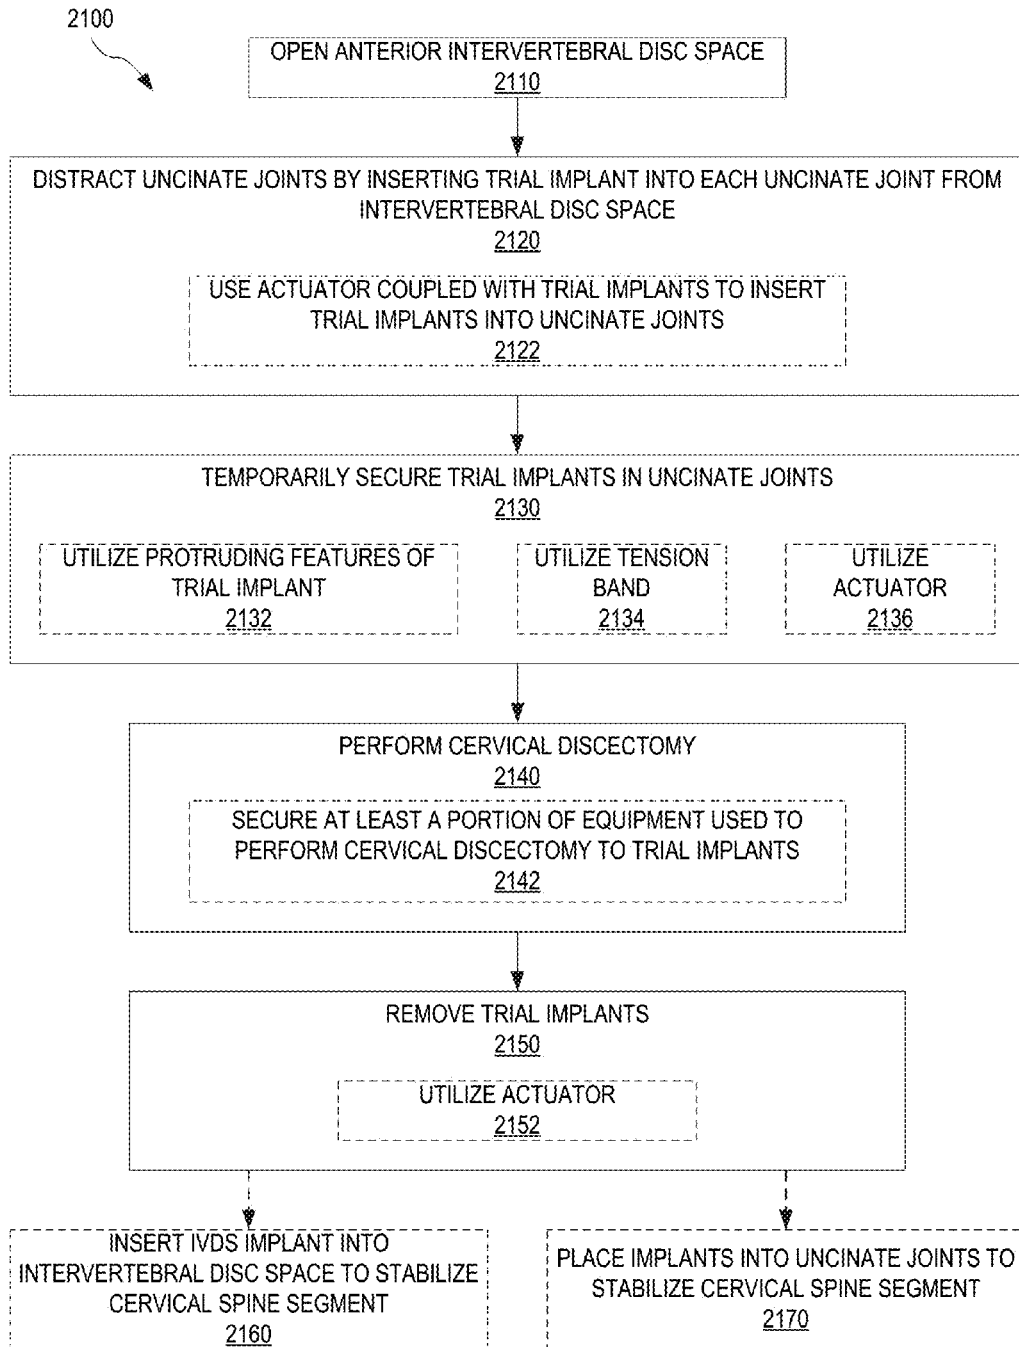 2100
OPEN ANTERIOR INTERVERTEBRAL DISC SPACE
2110
DISTRACT UNCINATE JOINTS BY INSERTING TRIAL IMPLANT INTO EACH UNCINATE JOINT FROM
INTERVERTEBRAL DISC SPACE
2120
USE ACTUATOR COUPLED WITH TRIAL IMPLANTS TO INSERT
TRIAL IMPLANTS INTO UNCINATE JOINTS
2122
TEMPORARILY SECURE TRIAL IMPLANTS IN UNCINATE JOINTS
2130
UTILIZE PROTRUDING FEATURES OF
TRIAL IMPLANT
2132
UTILIZE TENSION
BAND
2134
UTILIZE
ACTUATOR
2136
PERFORM CERVICAL DISCECTOMY
2140
SECURE AT LEAST A PORTION OF EQUIPMENT USED TO
PERFORM CERVICAL DISCECTOMY TO TRIAL IMPLANTS
2142
REMOVE TRIAL IMPLANTS
2150
UTILIZE ACTUATOR
2152
INSERT IVDS IMPLANT INTO
INTERVERTEBRAL DISC SPACE TO STABILIZE
CERVICAL SPINE SEGMENT
2160
PLACE IMPLANTS INTO UNCINATE JOINTS TO
STABILIZE CERVICAL SPINE SEGMENT
2170